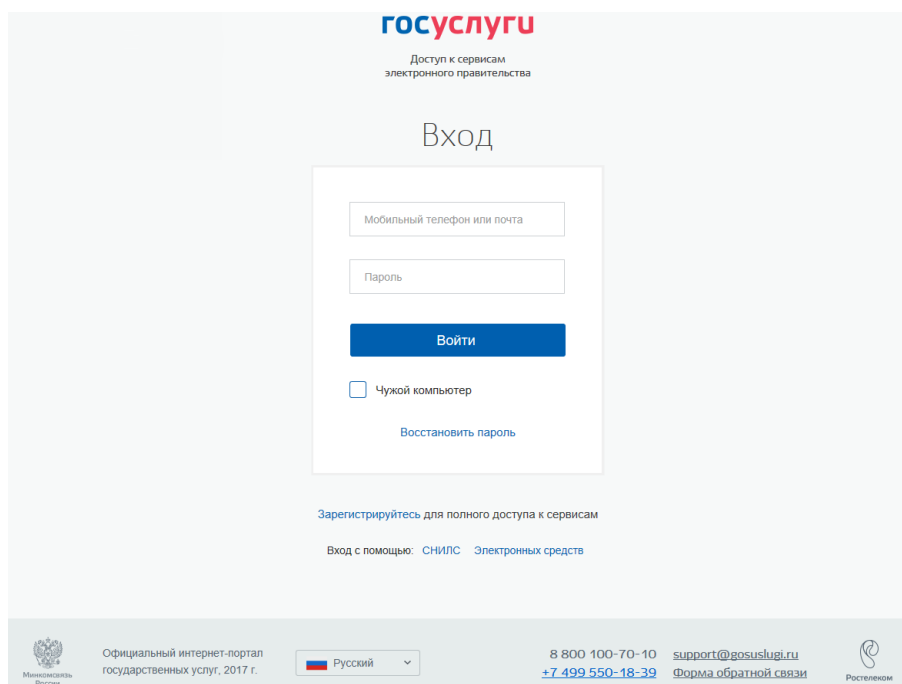 госуслуги
Доступ к сервисам
электронного правительства
Вход
Мобильный телефон или почта
Пароль
Войти
Чужой компьютер
Восстановить пароль
Зарегистрируйтесь для полного доступа к сервисам
Вход с помощью: СНИЛС Электронных средств
Минкомсвязь
России
Официальный интернет-портал
государственных услуг, 2017 г.
Русский
8 800 100-70-10
+7 499 550-18-39
support@gosuslugi.ru
Форма обратной связи
Ростелеком